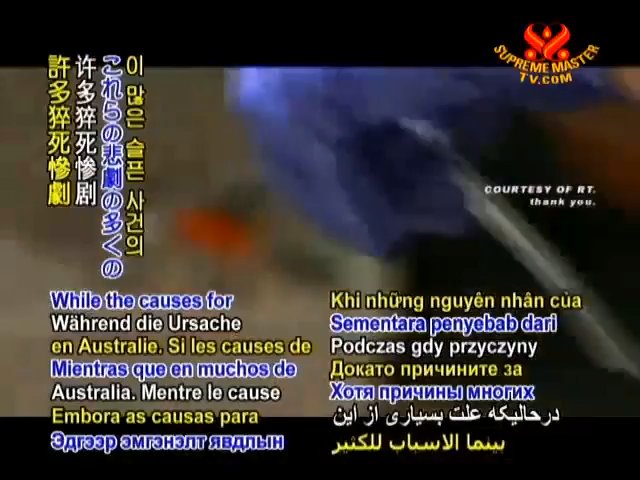 SUPREME MASTER
TV.COM
COURTESY OF RT.
thank you.
許多猝死慘劇
许多猝死惨剧
これらの悲劇の多くの
이 많은 슬픈 사건의
While the causes for
Während die Ursache
en Australie. Si les causes de
Mientras que en muchos de
Australia. Mentre le cause
Embora as causas para
Эдгээр эмгэнэлт явдлын
Khi những nguyên nhân của
Sementara penyebab dari
Podczas gdy przyczyny
Докато причините за
Хотя причины многих
درحالیکه علت بسیاری از این
بينما الاسباب للكثير